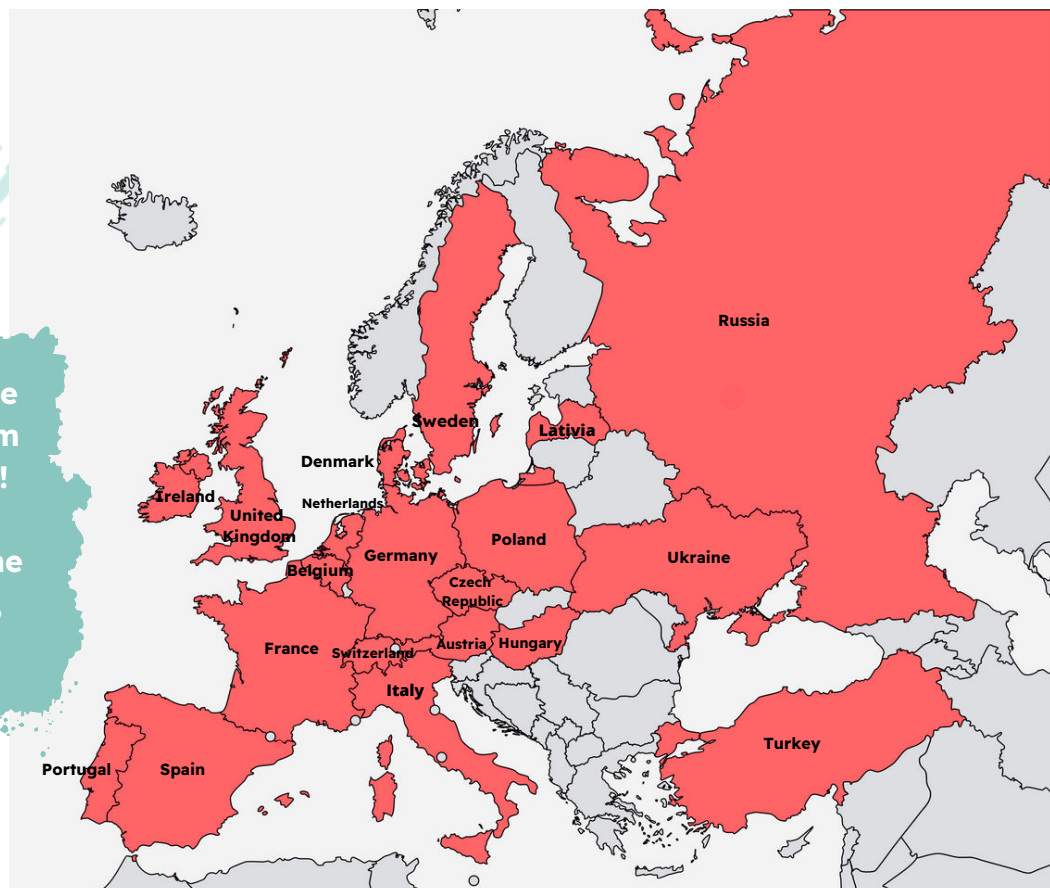 Russia
e
m
!
ne
Sweden
Lativia
Denmark
Netherlands
Ireland
United
Kingdom
Belgium
Germany
Poland
Ukraine
Czech
Republic
France
Switzerland
Austria
Hungary
Italy
Turkey
Portugal
Spain